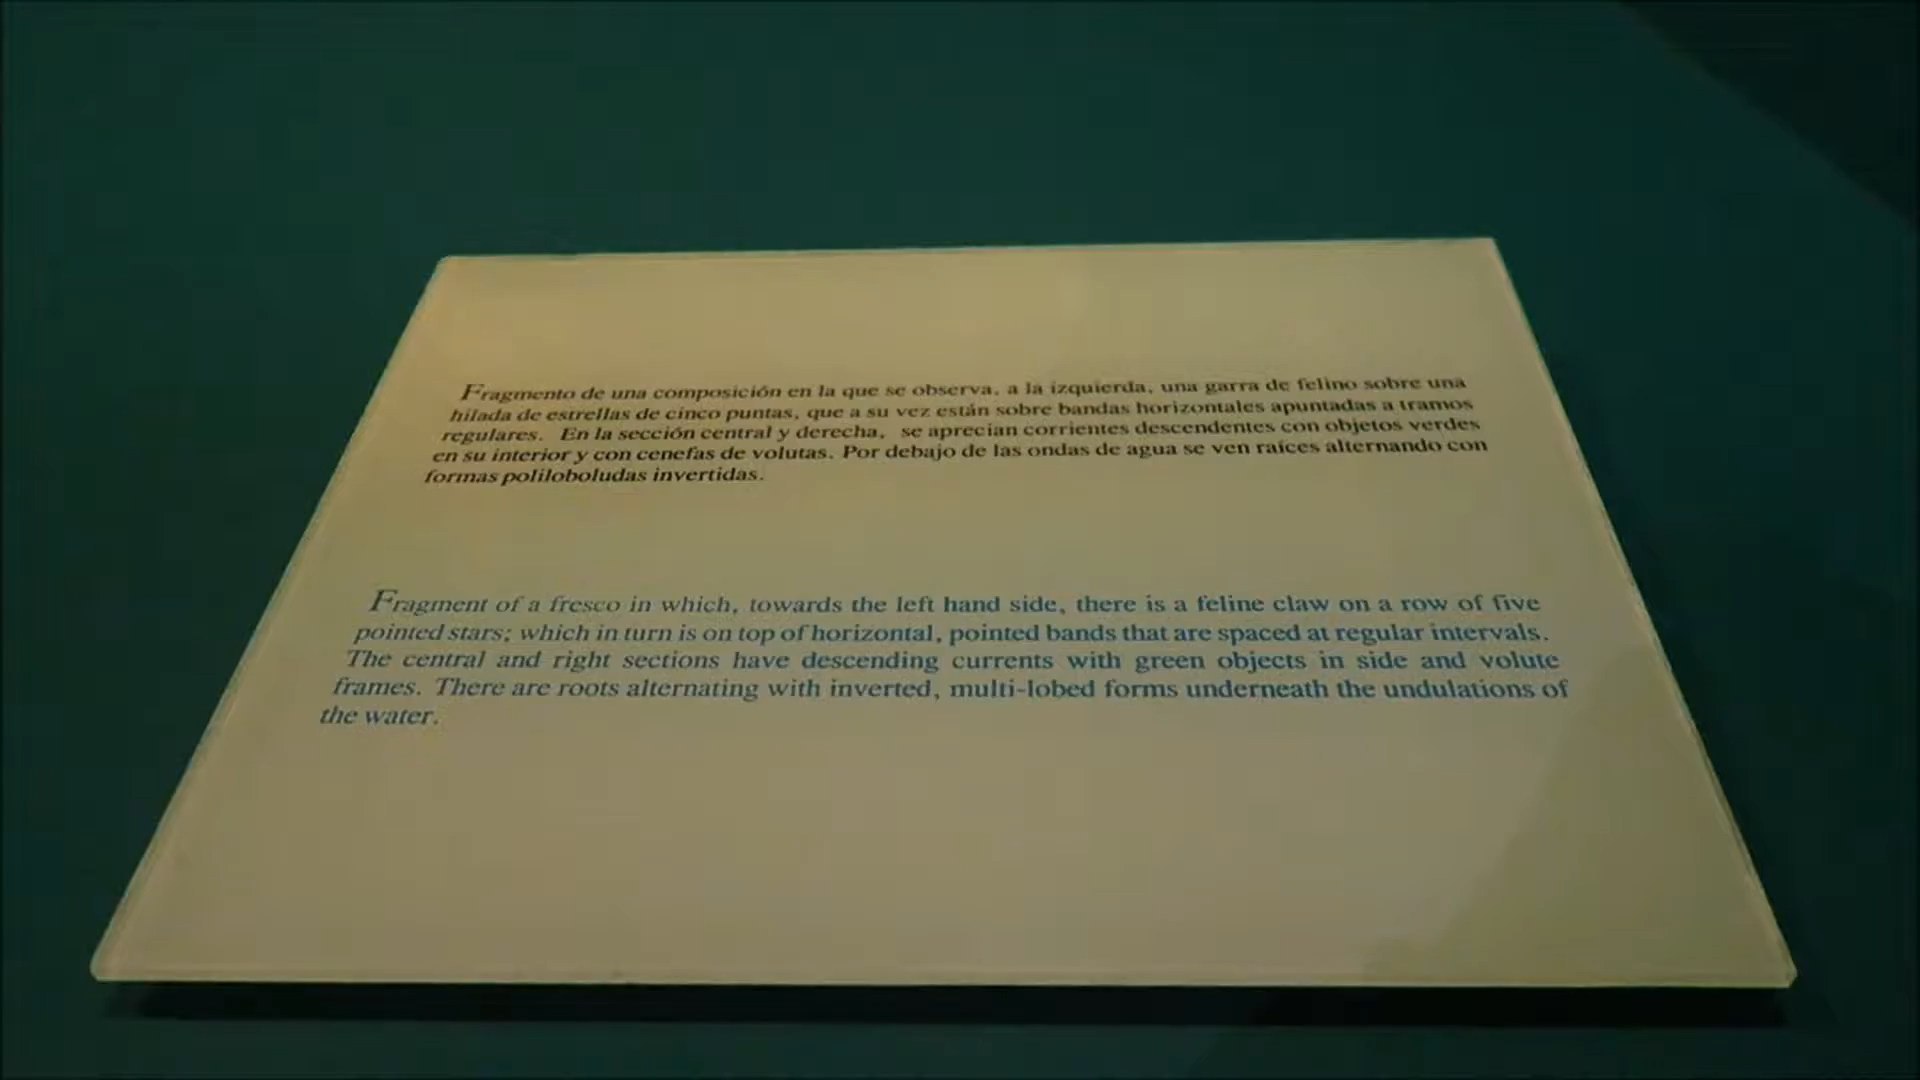 Fragmento de una composición en la que se observa, a la izquierda, una garra de felino sobre una
hilada de estrellas de cinco puntas, que a su vez están sobre bandas horizontales apuntadas a tramos
regulares. En la sección central y derecha, se aprecian corrientes descendentes con objetos verdes
en su interior y con cenefas de volutas. Por debajo de las ondas de agua se ven raíces alternando con
formas poliloboludas invertidas.
Fragment of a fresco in which, towards the left hand side, there is a feline claw on a row of five
pointed stars; which in turn is on top of horizontal, pointed bands that are spaced at regular intervals.
The central and right sections have descending currents with green objects in side and volute
frames. There are roots alternating with inverted, multi-lobed forms underneath the undulations of
the water.